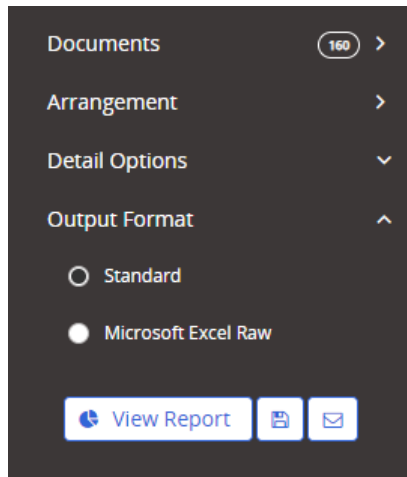 Documents 160
Arrangement
Detail Options
Output Format
Standard
Microsoft Excel Raw
View Report